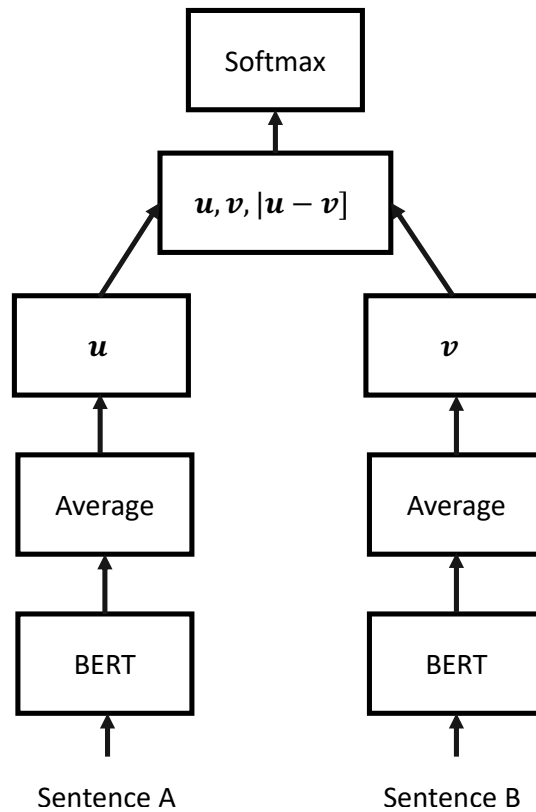 Softmax
u, v, |u − v]
u
v
Average
Average
BERT
BERT
Sentence A
Sentence B